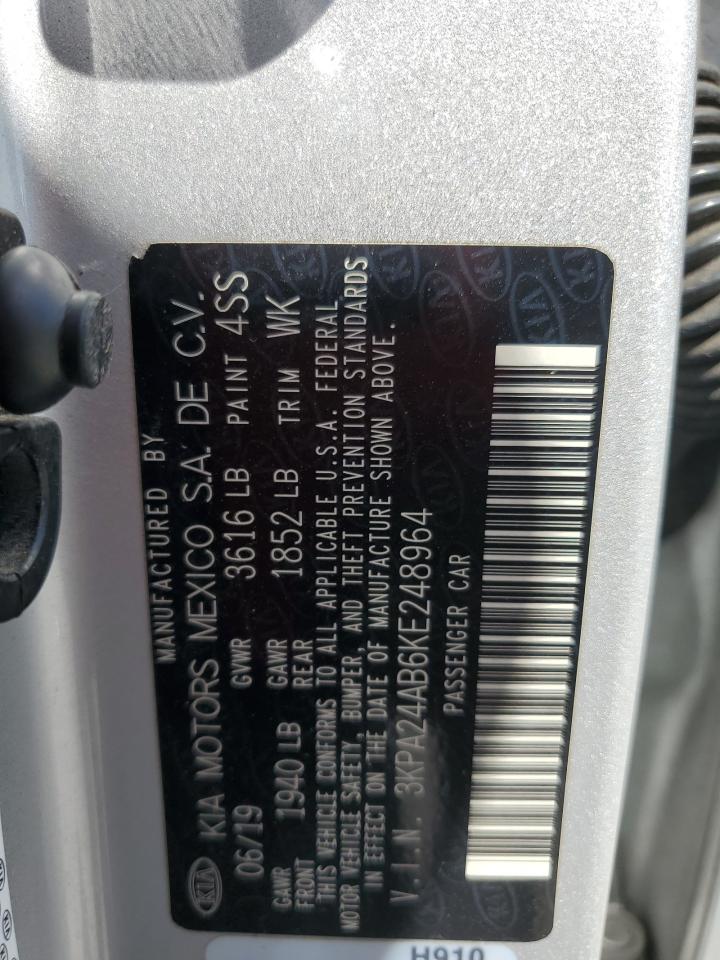 MANUFACTURED BY
KIA KIA MOTORS MEXICO S.A. DE C.V.
06/19 GVWR 3616 LB PAINT 4SS
GAWR FRONT 1940 LB GAWR REAR 1852 LB TRIM WK
THIS VEHICLE CONFORMS TO ALL APPLICABLE U.S.A. FEDERAL
MOTOR VEHICLE SAFETY, BUMPER, AND THEFT PREVENTION STANDARDS
IN EFFECT ON THE DATE OF MANUFACTURE SHOWN ABOVE.
V.I.N. 3KPA24AB6KE248964
PASSENGER CAR
H910